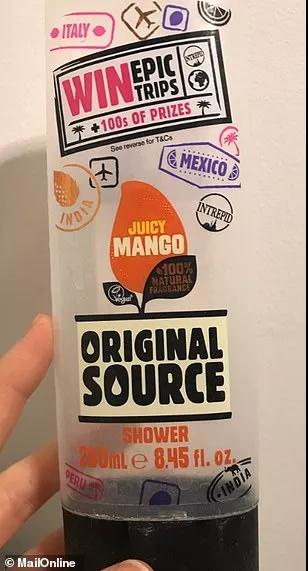 ITALY
WIN EPIC TRIPS
+ 100s OF PRIZES
INTREPID
See reverse for T&Cs
MEXICO
INDIA
INTREPID
JUICY
MANGO
100%
NATURAL
FRAGRANCE
Vegan
ORIGINAL
SOURCE
SHOWER
250mL e 8.45 fl. oz.
PERU
INDIA
© MailOnline